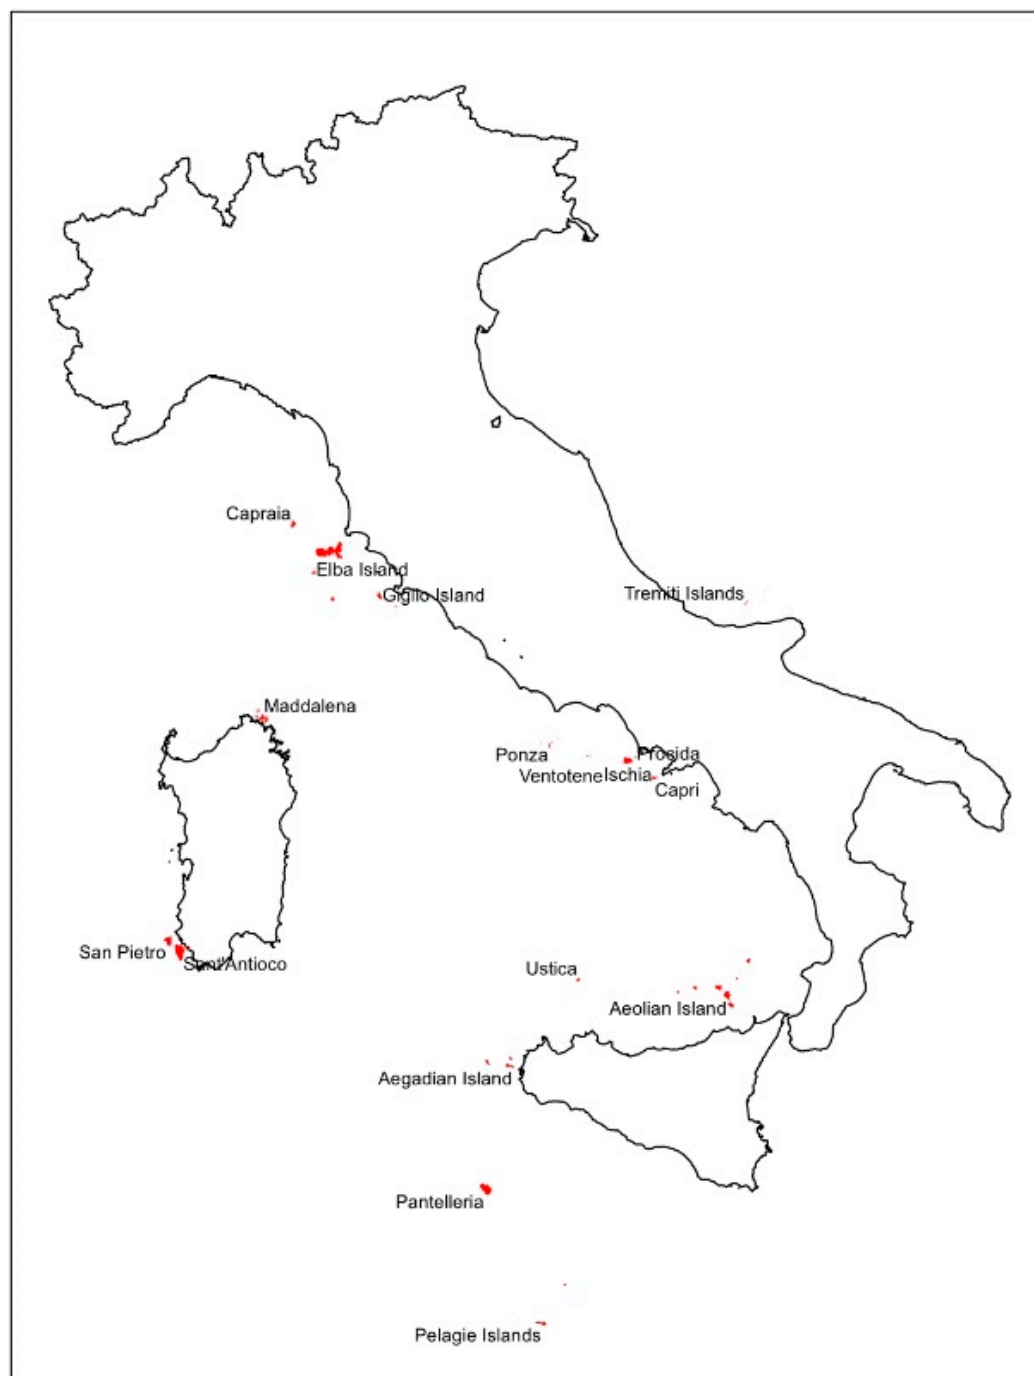 Capraia
Elba Island
Giglio Island
Tremiti Islands
Maddalena
Ponza
Procida
Ventotene
Ischia
Capri
San Pietro
Sant'Antioco
Ustica
Aeolian Island
Aegadian Island
Pantelleria
Pelagie Islands